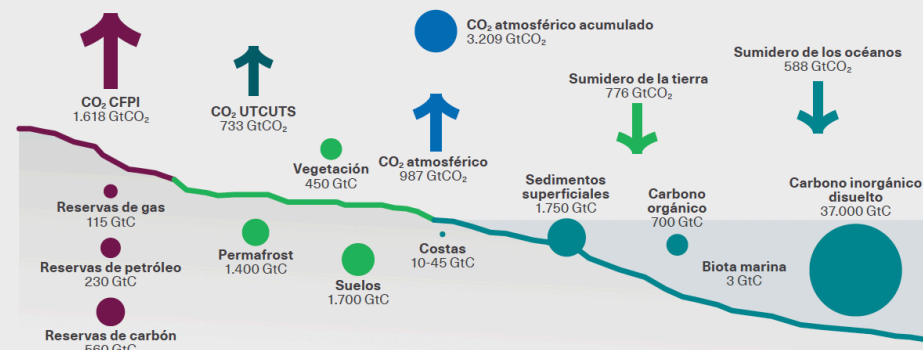 CO₂ atmosférico acumulado
3.209 GtCO₂
Sumidero de los océanos
588 GtCO₂
Sumidero de la tierra
776 GtCO₂
CO₂ CFPI
1.618 GtCO₂
CO₂ UTCUTS
733 GtCO₂
CO₂ atmosférico
987 GtCO₂
Vegetación
450 GtC
Sedimentos
superficiales
1.750 GtC
Carbono
orgánico
700 GtC
Carbono inorgánico
disuelto
37.000 GtC
Reservas de gas
115 GtC
Permafrost
1.400 GtC
Costas
10-45 GtC
Reservas de petróleo
230 GtC
Suelos
1.700 GtC
Biota marina
3 GtC
Reservas de carbón
560 GtC